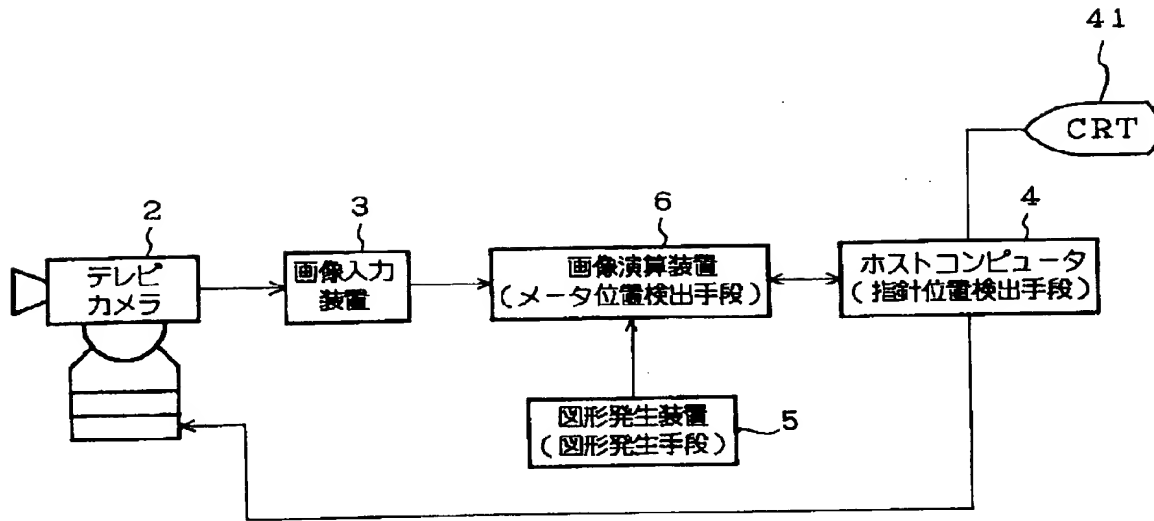 41
CRT
2
テレビ
カメラ
3
画像入力
装置
6
画像演算装置
(メータ位置検出手段)
4
ホストコンピュータ
(指針位置検出手段)
図形発生装置
(図形発生手段)
5